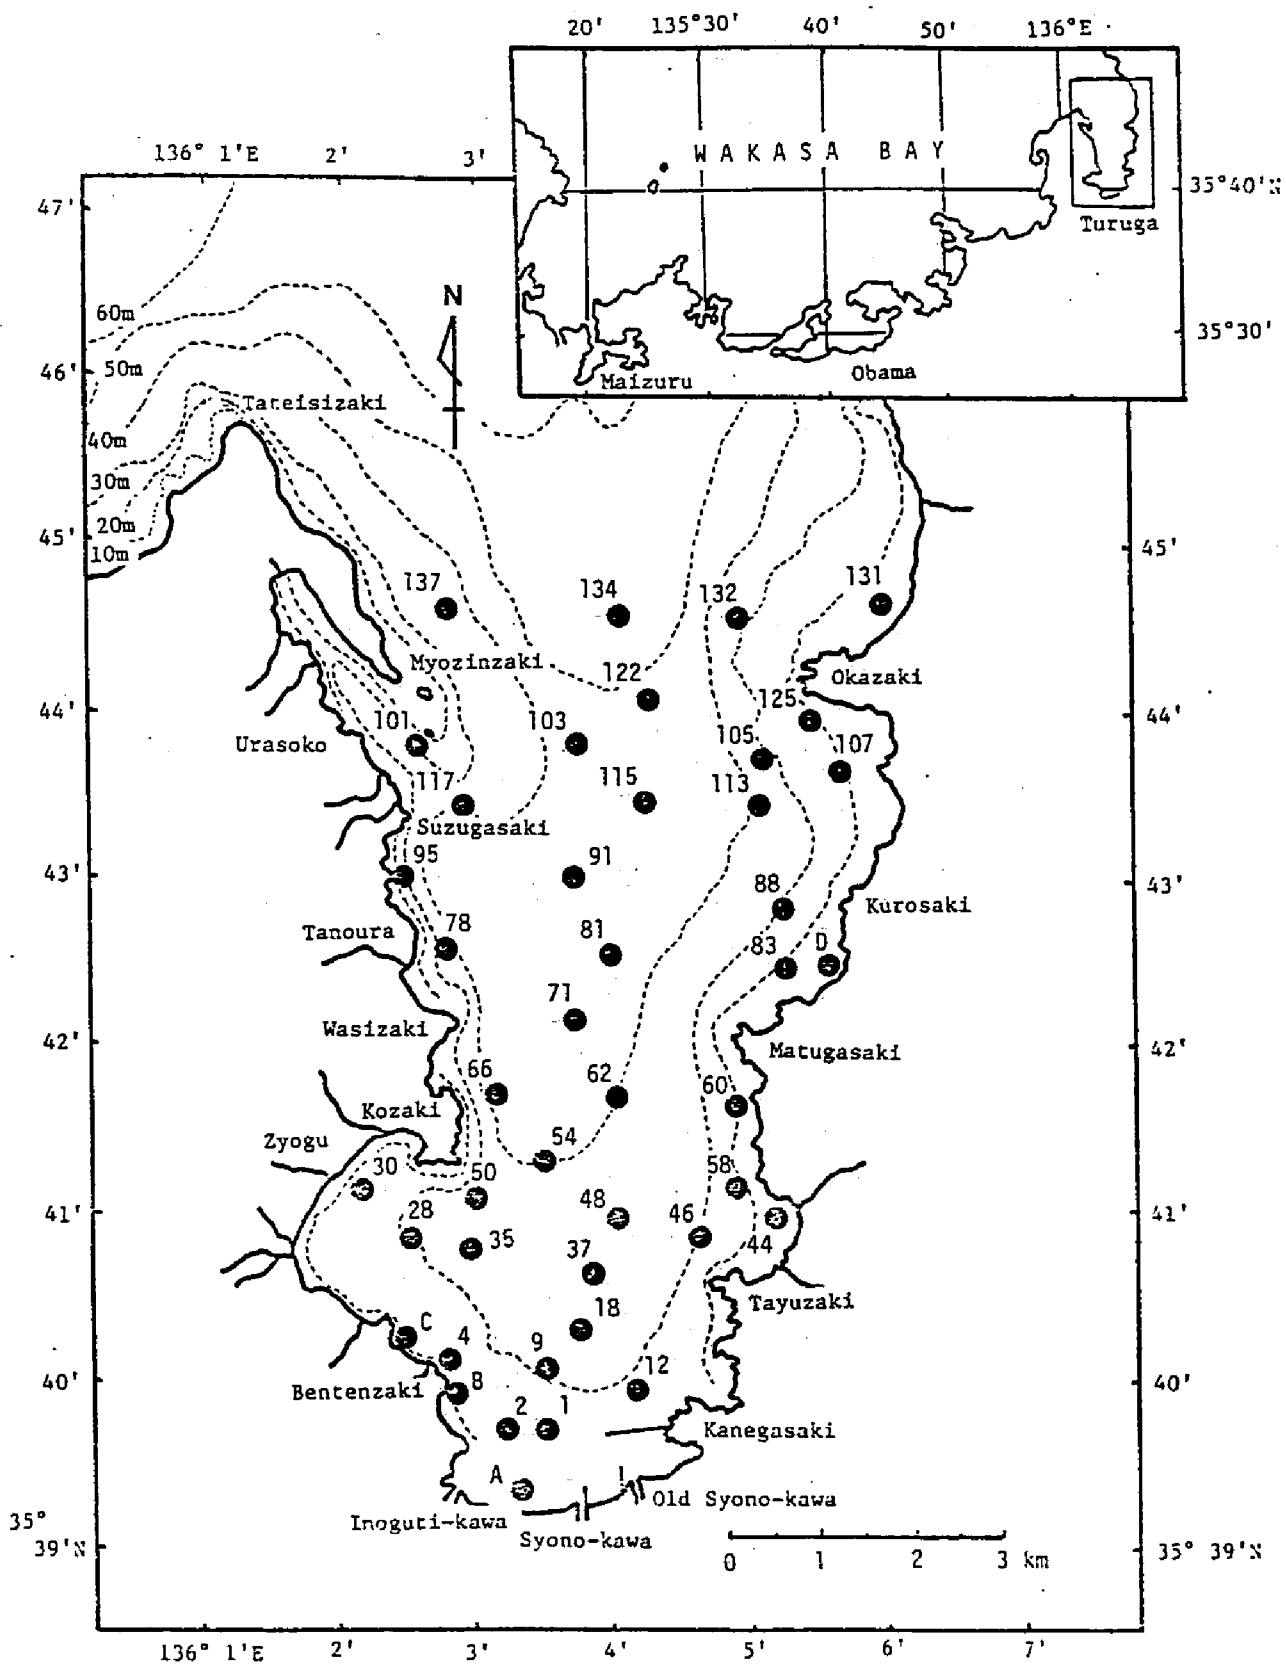 20' 135°30' 40' 50' 136°E
WAKASA BAY
35°40'N
Turuga
35°30'
Maizuru
Obama
136° 1'E 2' 3'
47'
N
60m
46'
50m
Tateisizaki
40m
30m
20m
45'
10m
45'
137
134
132
131
Myozinzaki
122
Okazaki
125
44'
44'
101
103
105
107
Urasoko
117
115
113
Suzugasaki
43'
95
91
88
43'
Kurosaki
Tanoura
78
81
83
D
71
Wasizaki
42'
Matugasaki
42'
66
62
60
Kozaki
Zyogu
54
30
50
58
41'
28
48
46
41'
35
37
44
18
Tayuzaki
C
4
9
12
40'
Bentenzaki
B
40'
2
1
Kanegasaki
A
Old Syono-kawa
Inoguti-kawa
Syono-kawa
35°
39'N
0 1 2 3 km
35° 39'N
136° 1'E 2' 3' 4' 5' 6' 7'